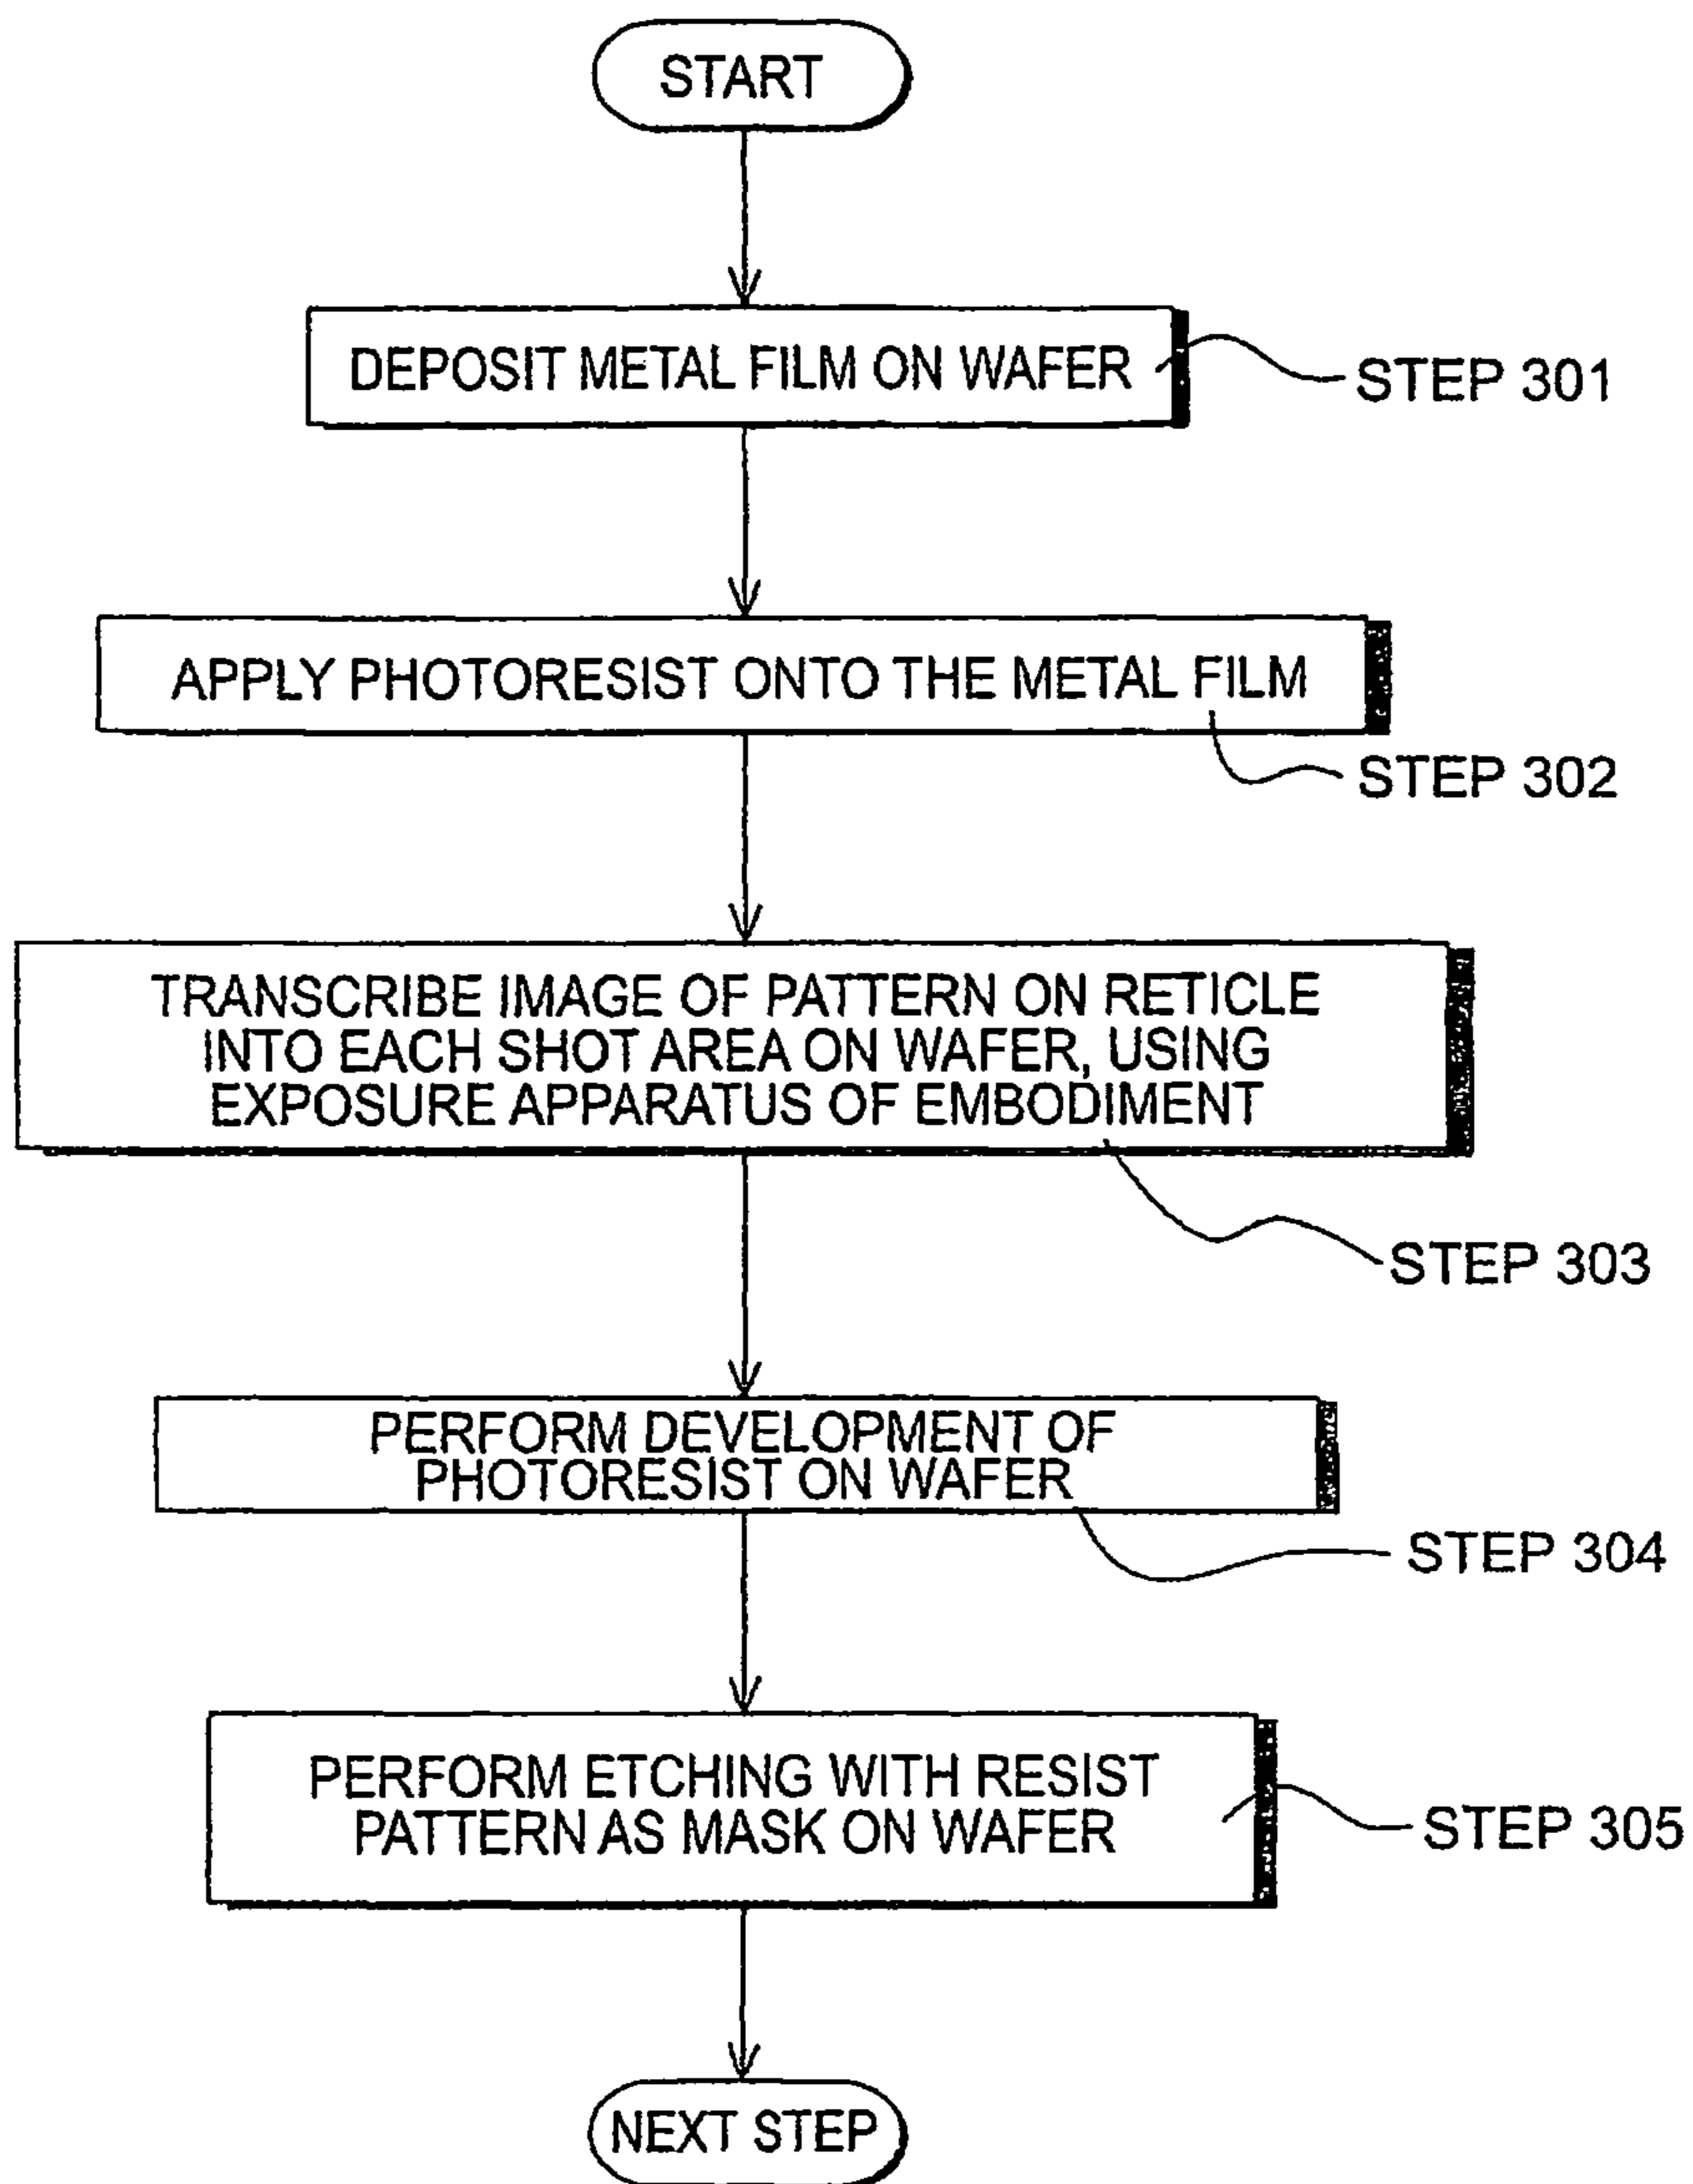 START
DEPOSIT METAL FILM ON WAFER
STEP 301
APPLY PHOTORESIST ONTO THE METAL FILM
STEP 302
TRANSCRIBE IMAGE OF PATTERN ON RETICLE
INTO EACH SHOT AREA ON WAFER, USING
EXPOSURE APPARATUS OF EMBODIMENT
STEP 303
PERFORM DEVELOPMENT OF
PHOTORESIST ON WAFER
STEP 304
PERFORM ETCHING WITH RESIST
PATTERN AS MASK ON WAFER
STEP 305
NEXT STEP